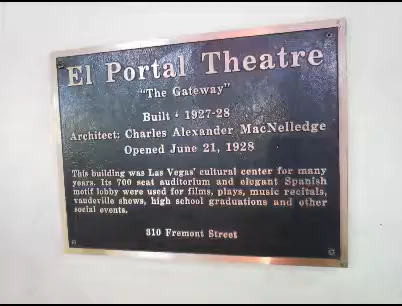 El Portal Theatre
"The Gateway"
Built • 1927-28
Architect: Charles Alexander MacNelledge
Opened June 21, 1928
This building was Las Vegas' cultural center for many
years. Its 700 seat auditorium and elegant Spanish
motif lobby were used for films, plays, music recitals,
vaudeville shows, high school graduations and other
social events.
310 Fremont Street